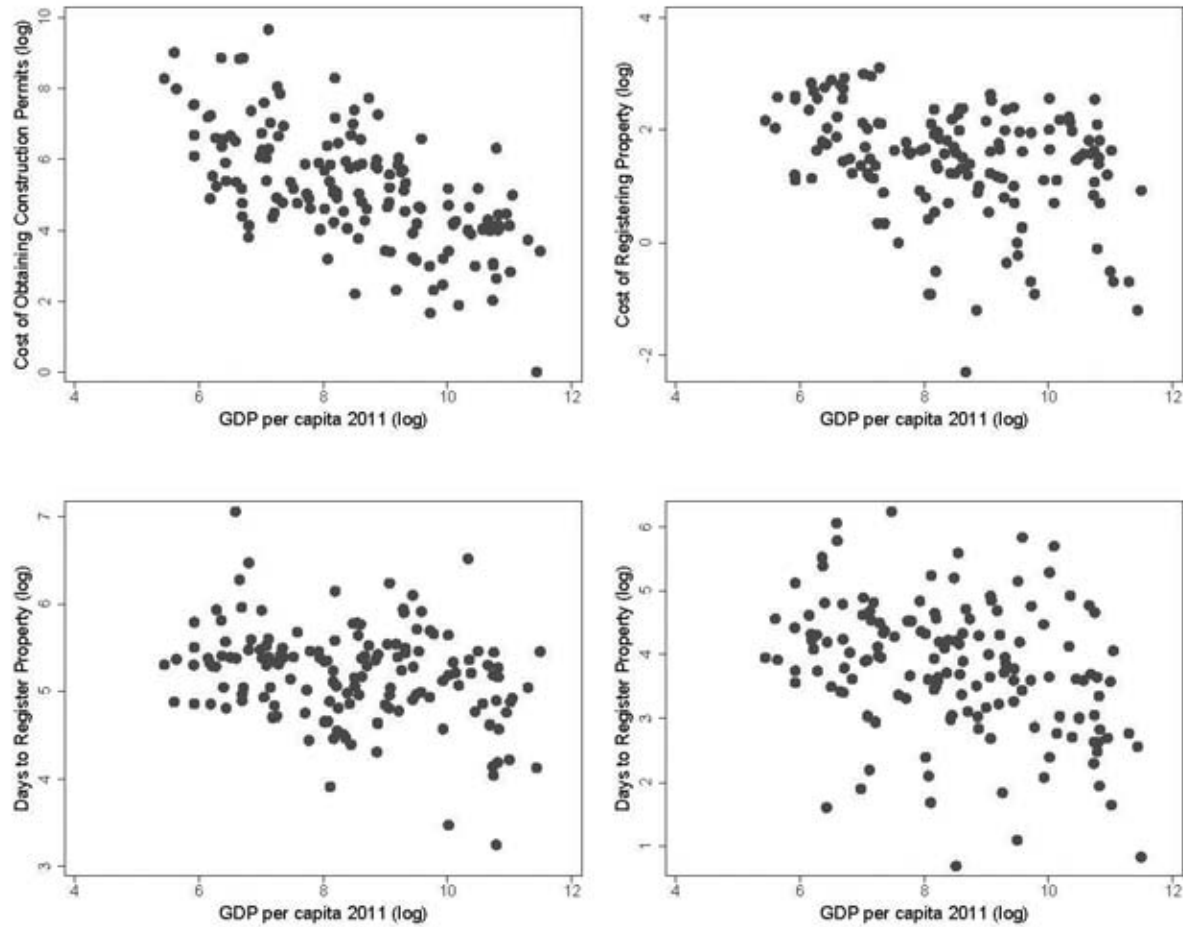 Cost of Obtaining Construction Permits (log)
0 2 4 6 8 10
4 6 8 10 12
GDP per capita 2011 (log)
Cost of Registering Property (log)
-2 0 2 4
4 6 8 10 12
GDP per capita 2011 (log)
Days to Register Property (log)
3 4 5 6 7
4 6 8 10 12
GDP per capita 2011 (log)
Days to Register Property (log)
1 2 3 4 5 6
4 6 8 10 12
GDP per capita 2011 (log)